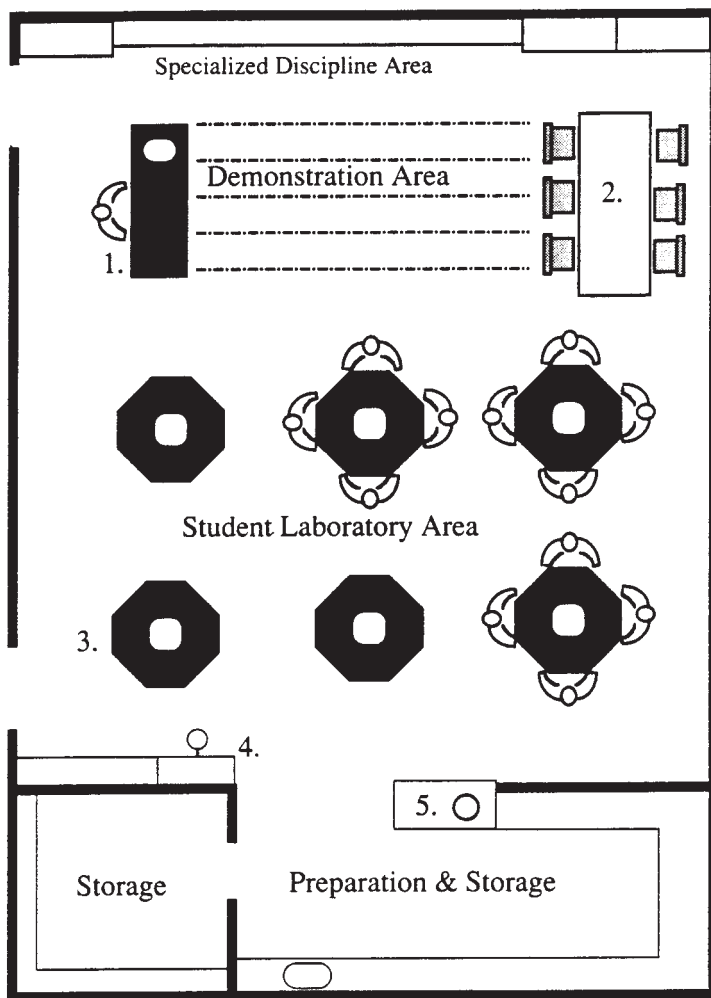 Specialized Discipline Area
Demonstration Area
2.
1.
Student Laboratory Area
3.
4.
5.
Storage
Preparation & Storage